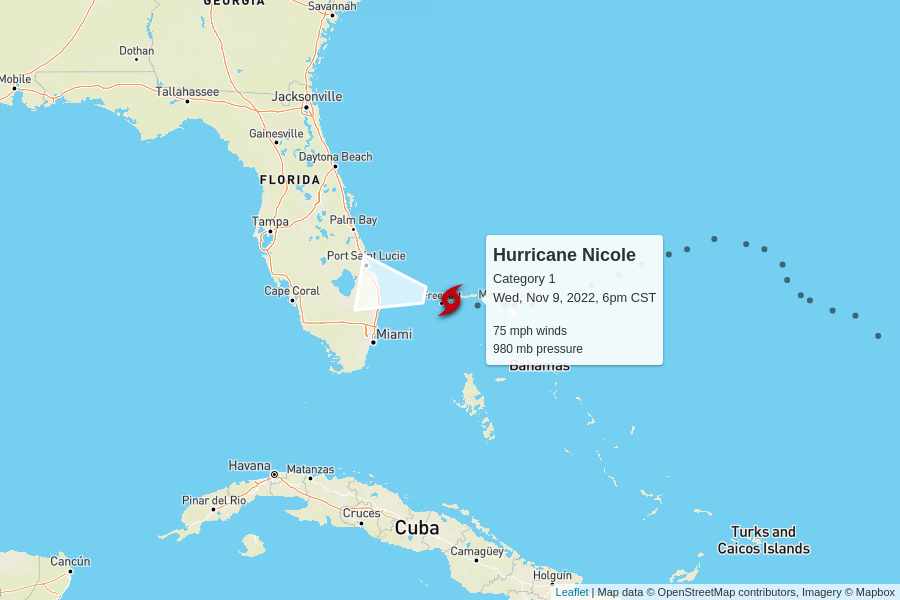 GEORGIA
Savannah
Dothan
Mobile
Tallahassee
Jacksonville
Gainesville
Daytona Beach
FLORIDA
Tampa
Palm Bay
Port Saint Lucie
Cape Coral
Miami
Hurricane Nicole
Category 1
Wed, Nov 9, 2022, 6pm CST
75 mph winds
980 mb pressure
Bahamas
Havana
Matanzas
Pinar del Rio
Cruces
Cuba
Camagüey
Holguín
Cancún
Turks and
Caicos Islands
Leaflet | Map data © OpenStreetMap contributors, Imagery © Mapbox